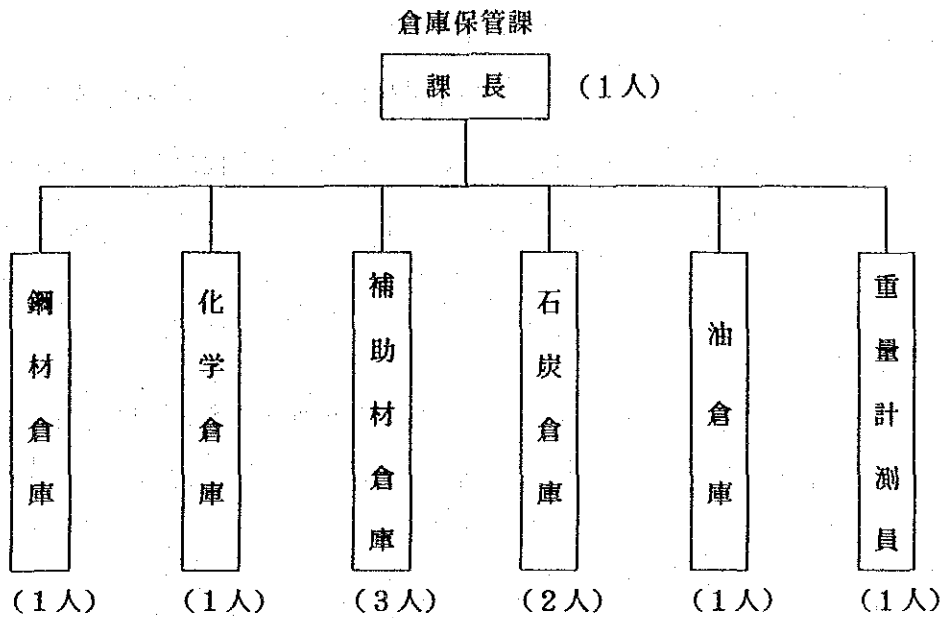 倉庫保管課
課長 (1人)
鋼材倉庫
化学倉庫
補助材倉庫
石炭倉庫
油倉庫
重量計測員
(1人) (1人) (3人) (2人) (1人) (1人)